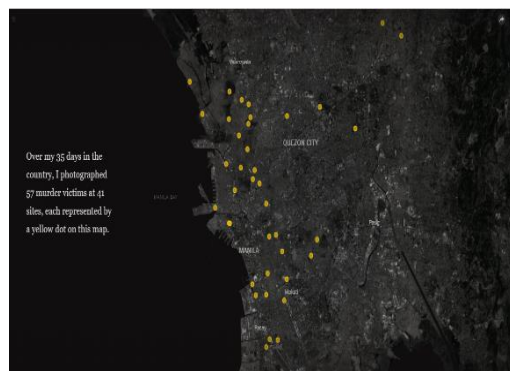 Over my 35 days in the
country, I photographed
57 murder victims at 41
sites, each represented by
a yellow dot on this map.
QUEZON CITY
MANILA BAY
Pasig
MANILA
Makati
Pasay